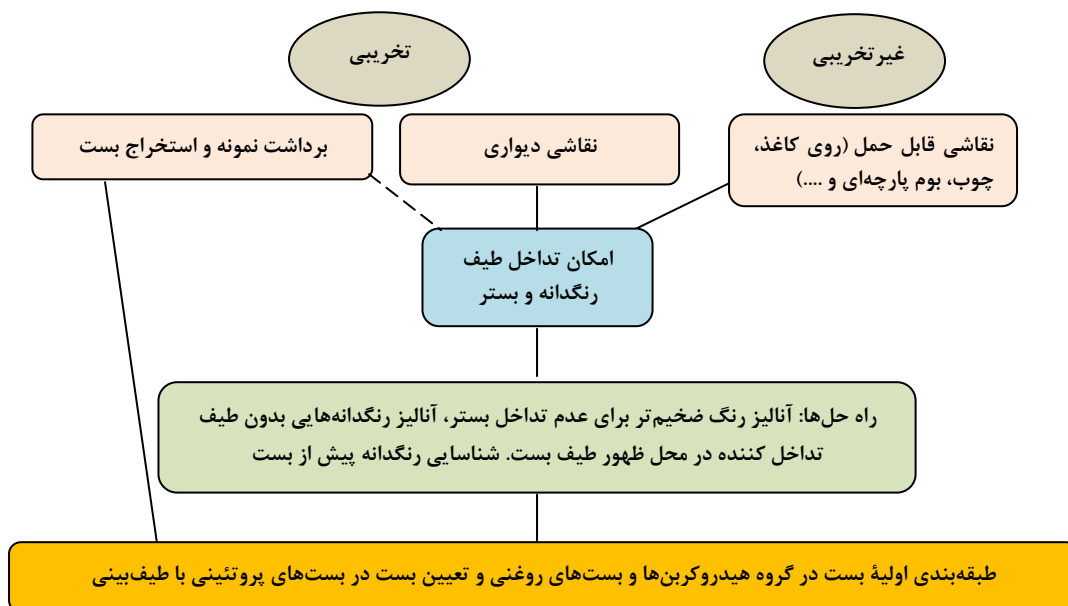 غیرتخریبی
تخریبی
نقاشی قابل حمل (روی کاغذ،
چوب، بوم پارچه‌ای و ....)
نقاشی دیواری
برداشت نمونه و استخراج بست
امکان تداخل طیف
رنگدانه و بستر
راه حل‌ها: آنالیز رنگ ضخیم‌تر برای عدم تداخل بستر، آنالیز رنگدانه‌هایی بدون طیف
تداخل کننده در محل ظهور طیف بست. شناسایی رنگدانه پیش از بست
طبقه‌بندی اولیۀ بست در گروه هیدروکربن‌ها و بست‌های روغنی و تعیین بست در بست‌های پروتئینی با طیف‌بینی